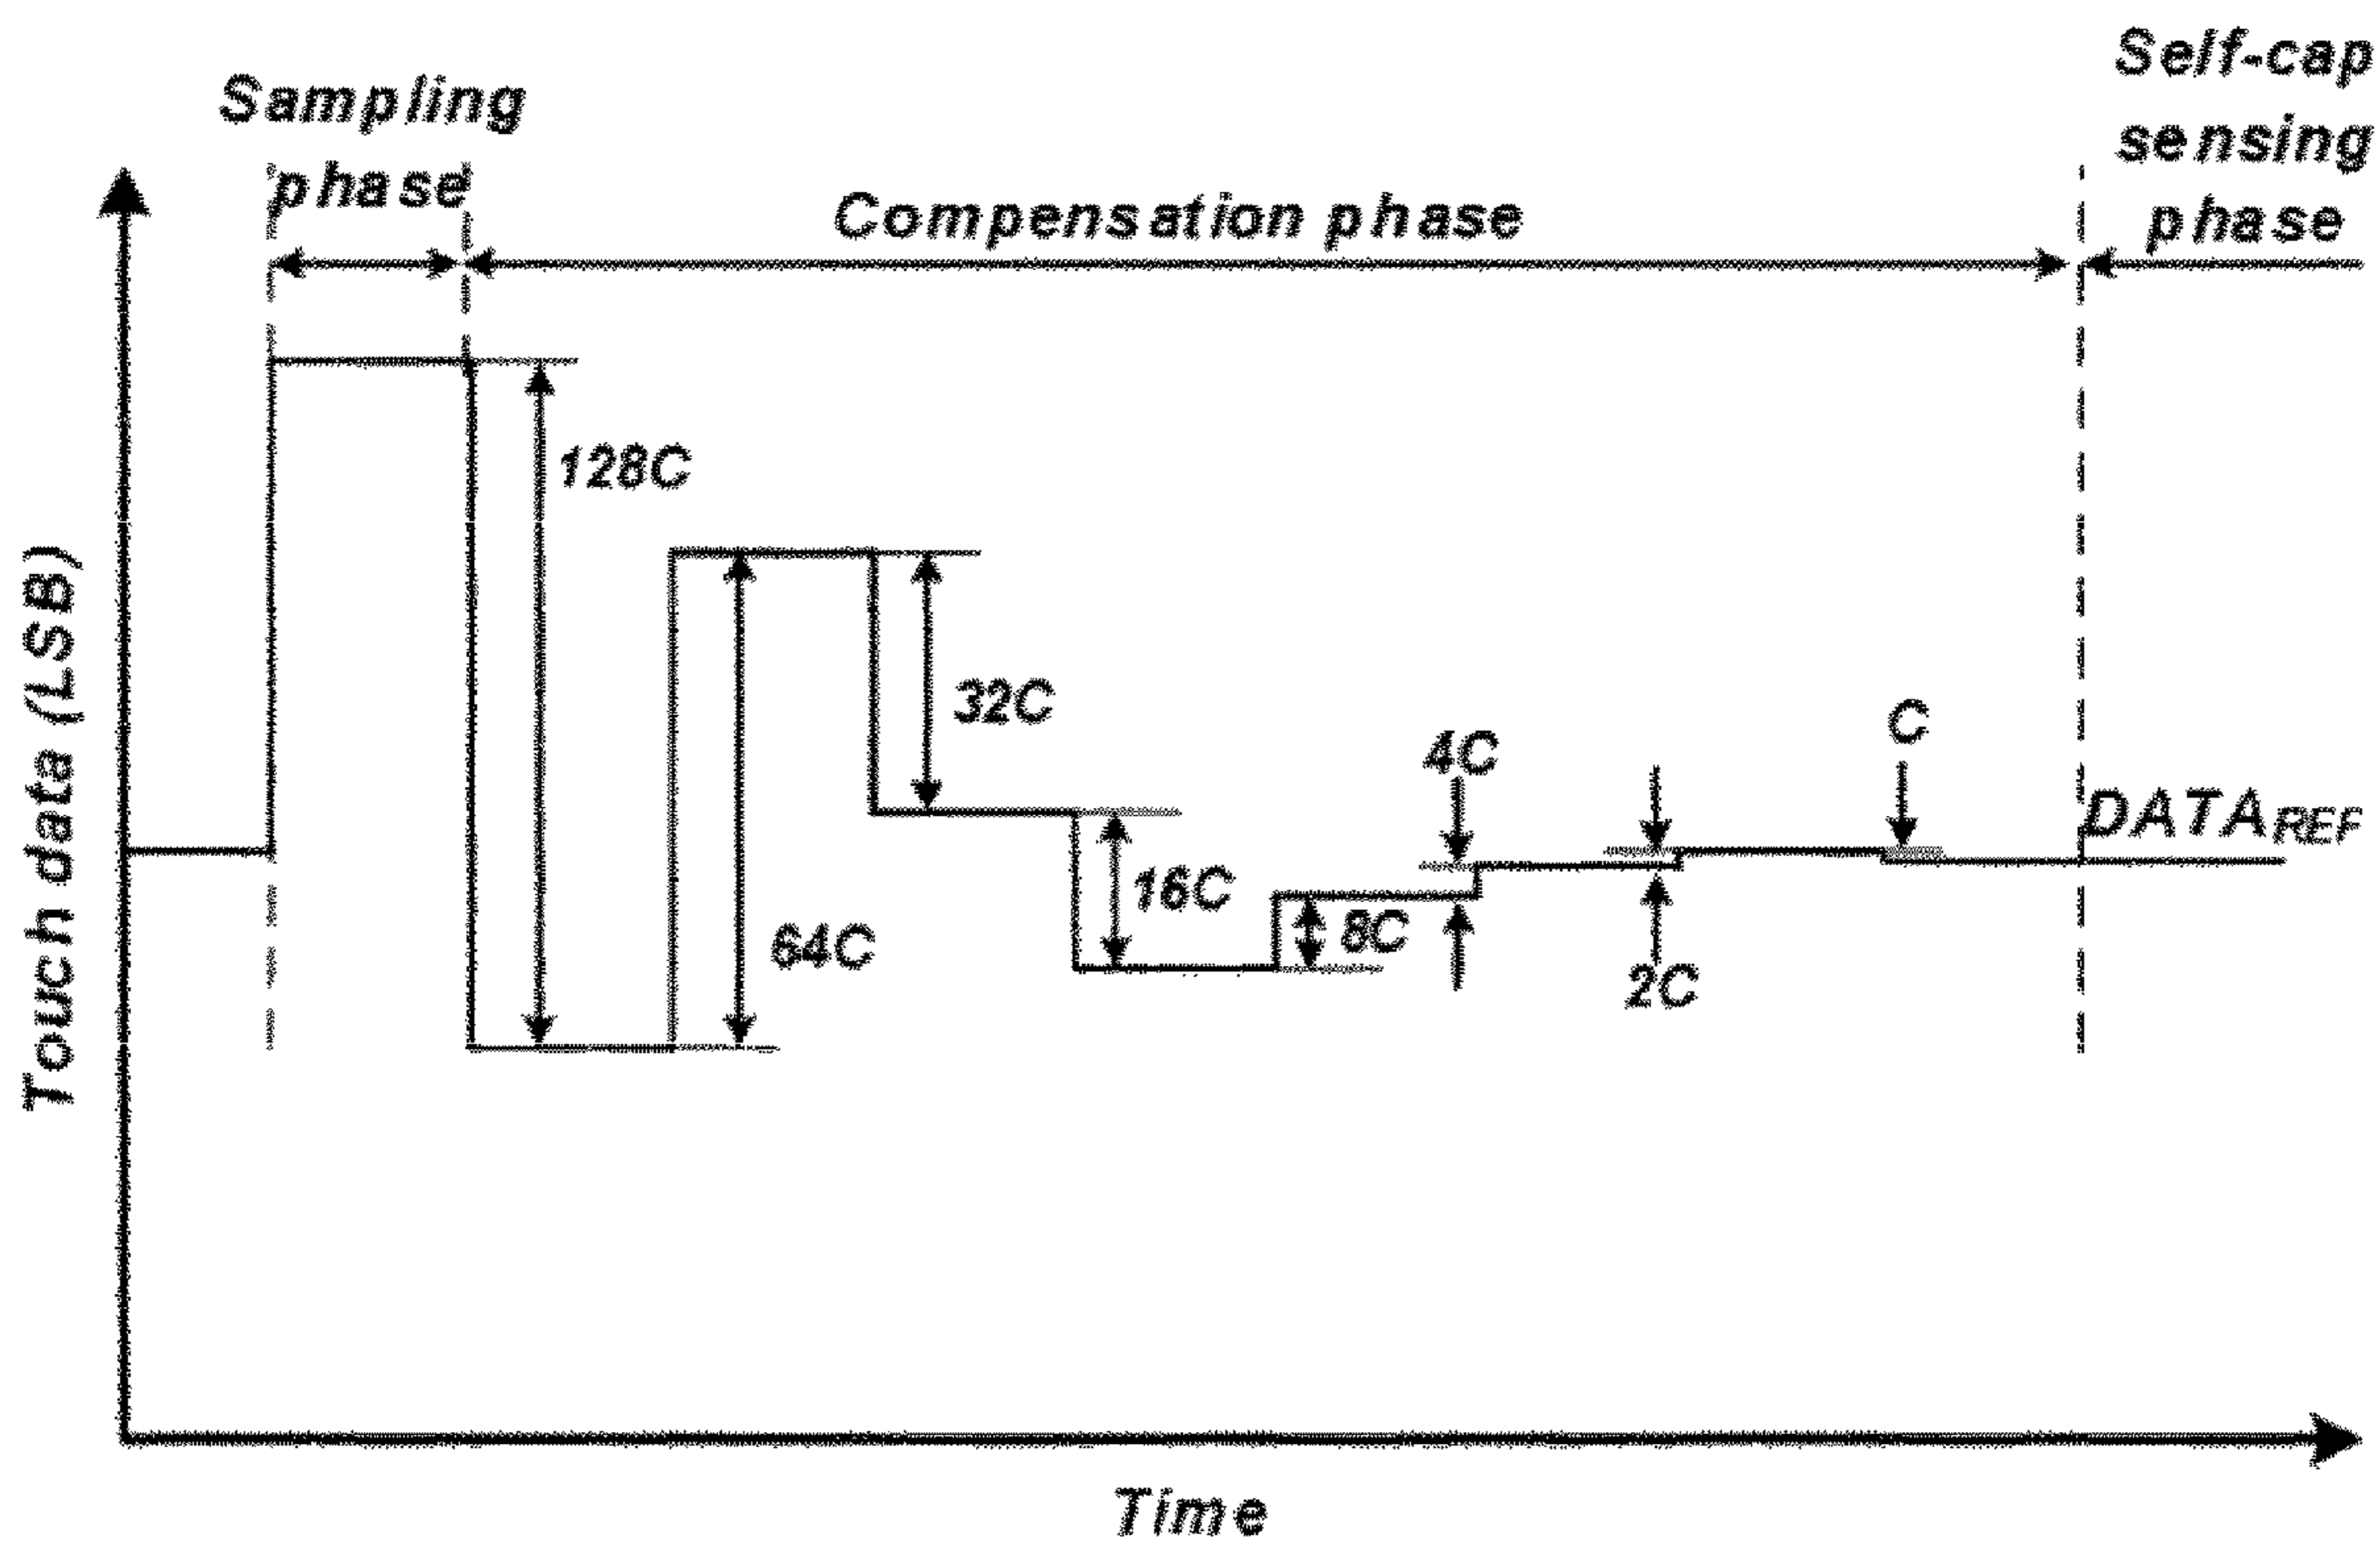 Sampling
phase
Compensation phase
Self-cap
sensing
phase
128C
64C
32C
16C
8C
4C
2C
C
DATAREF
Touch data (LSB)
Time